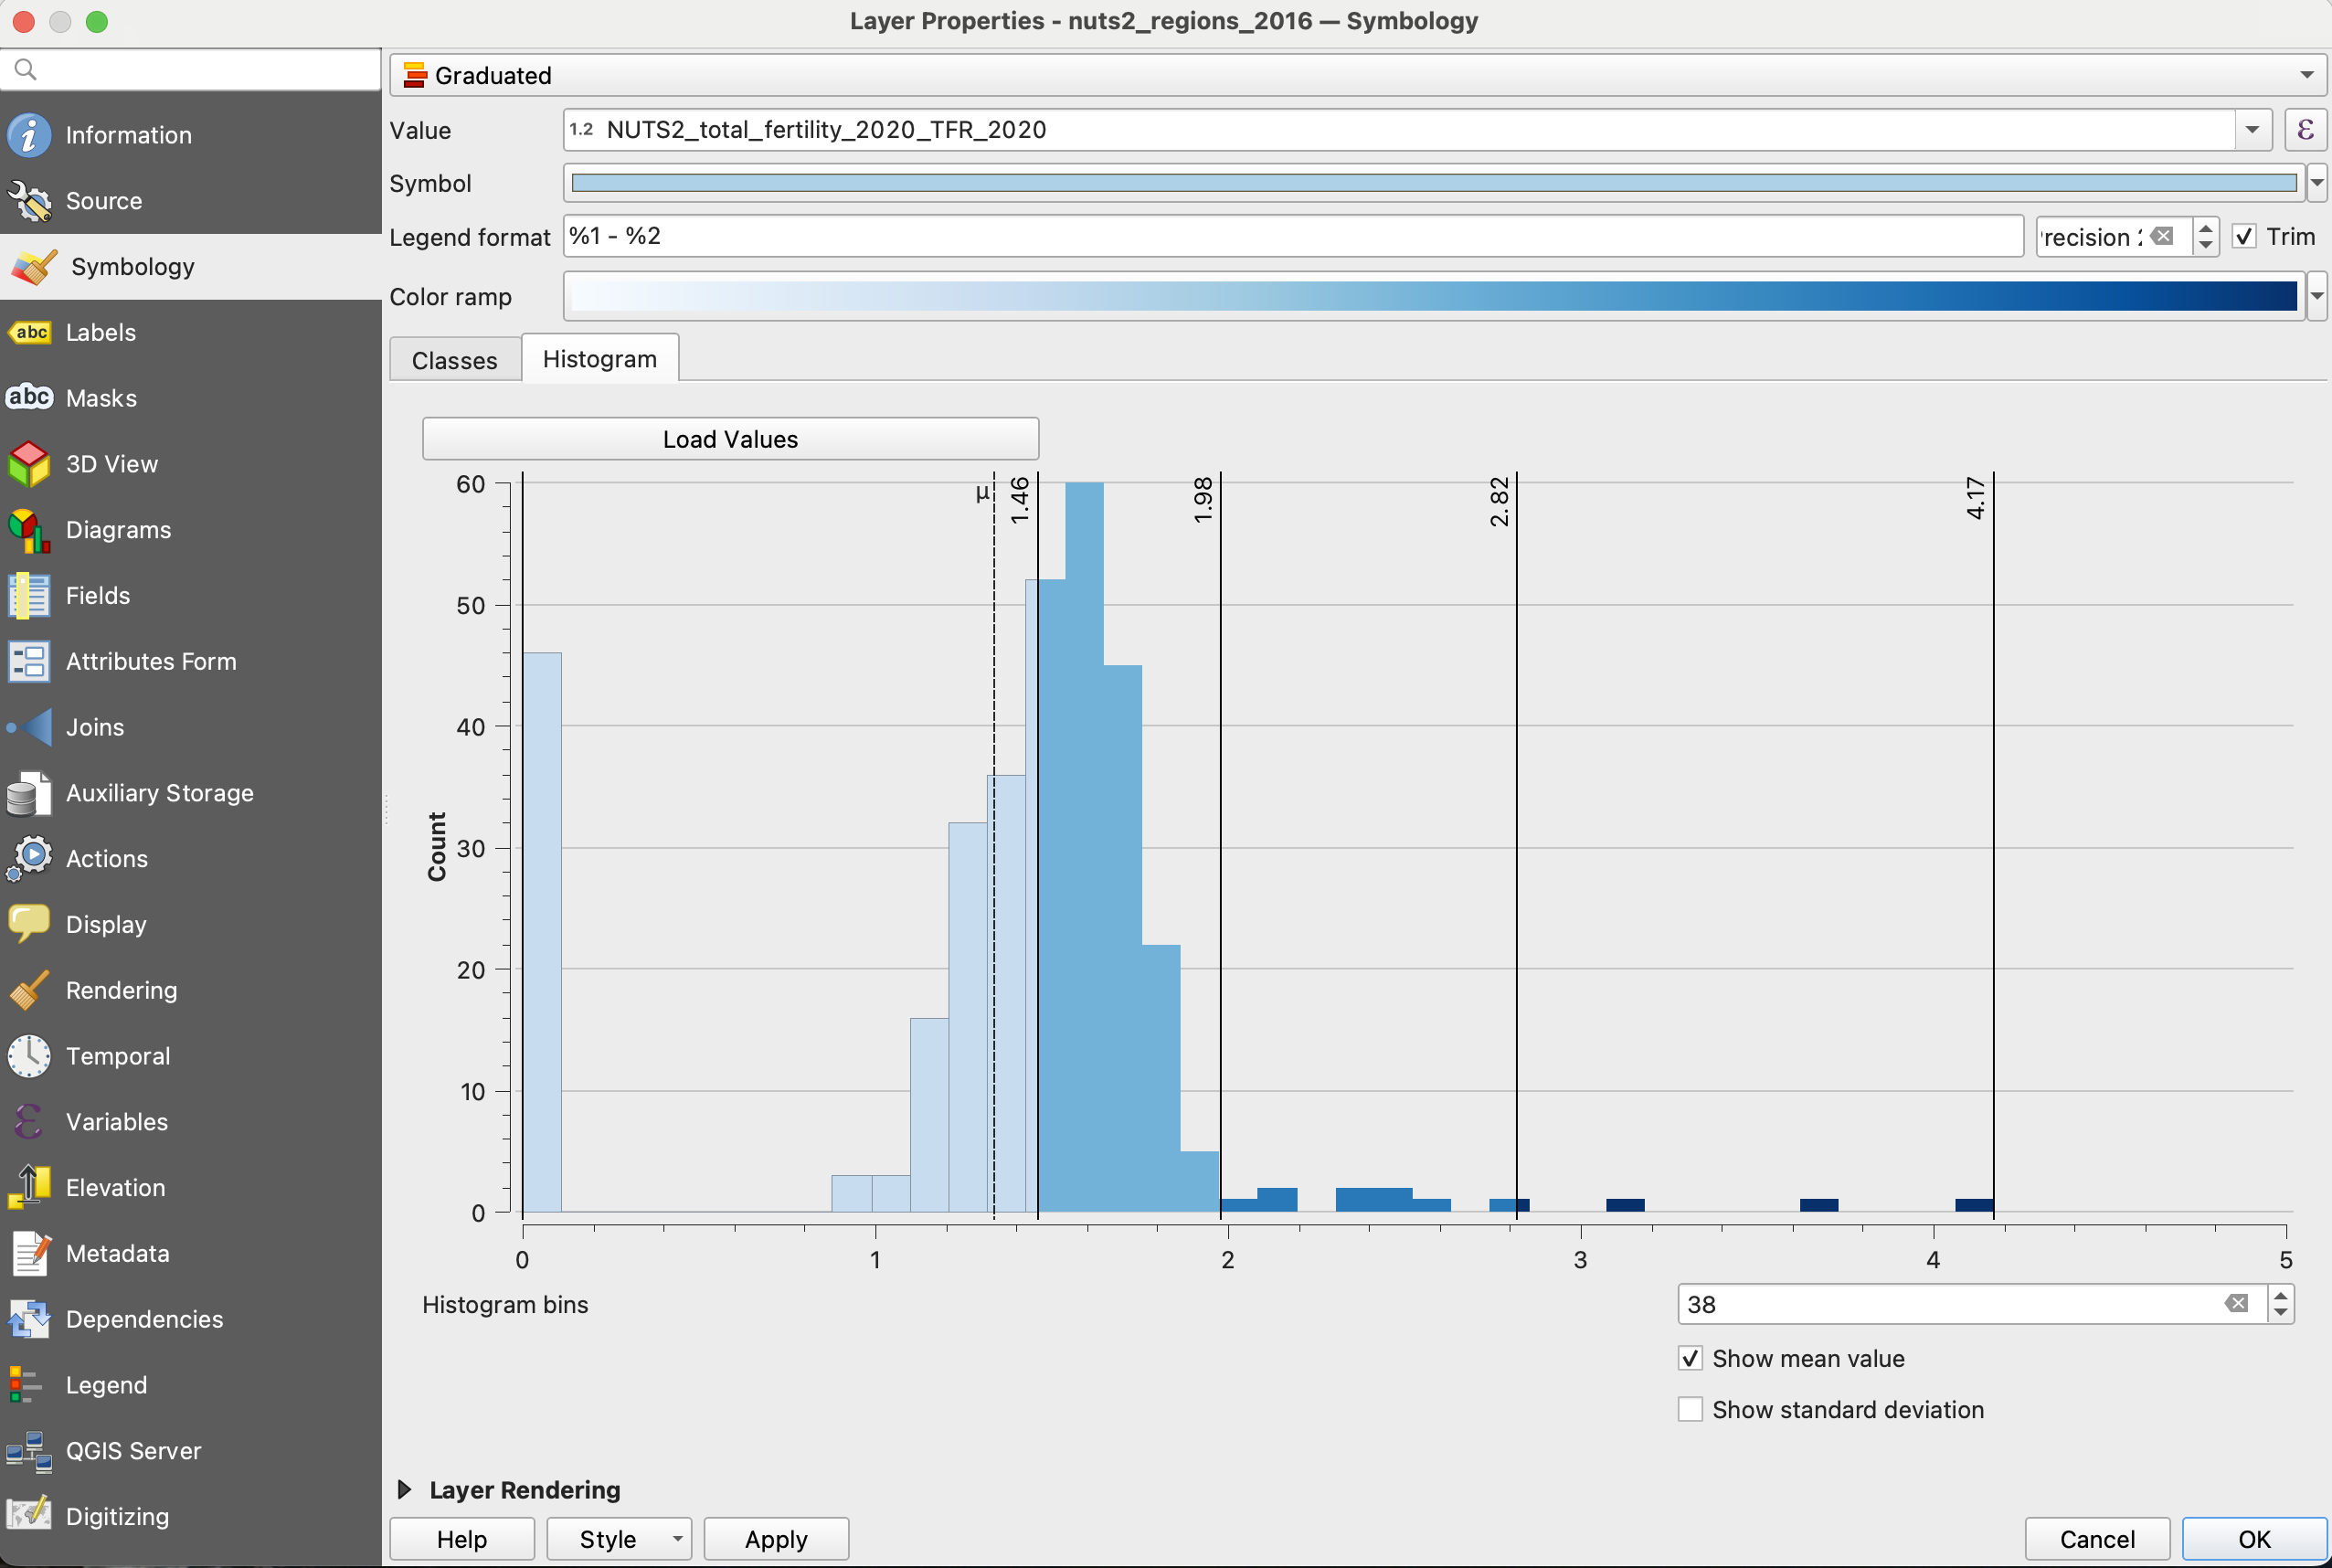 Layer Properties - nuts2_regions_2016 — Symbology
Information
Source
Symbology
abc Labels
abc Masks
3D View
Diagrams
Fields
Attributes Form
Joins
Auxiliary Storage
Actions
Display
Rendering
Temporal
ε Variables
Elevation
Metadata
Dependencies
Legend
QGIS Server
Digitizing
Graduated
Value 1.2 NUTS2_total_fertility_2020_TFR_2020 ε
Symbol
Legend format %1 - %2 recision Trim
Color ramp
Classes Histogram
Load Values
μ 1.46 1.98 2.82 4.17
60
50
40
30
20
10
0
Count
0 1 2 3 4 5
Histogram bins 38
Show mean value
Show standard deviation
Layer Rendering
Help Style Apply Cancel OK